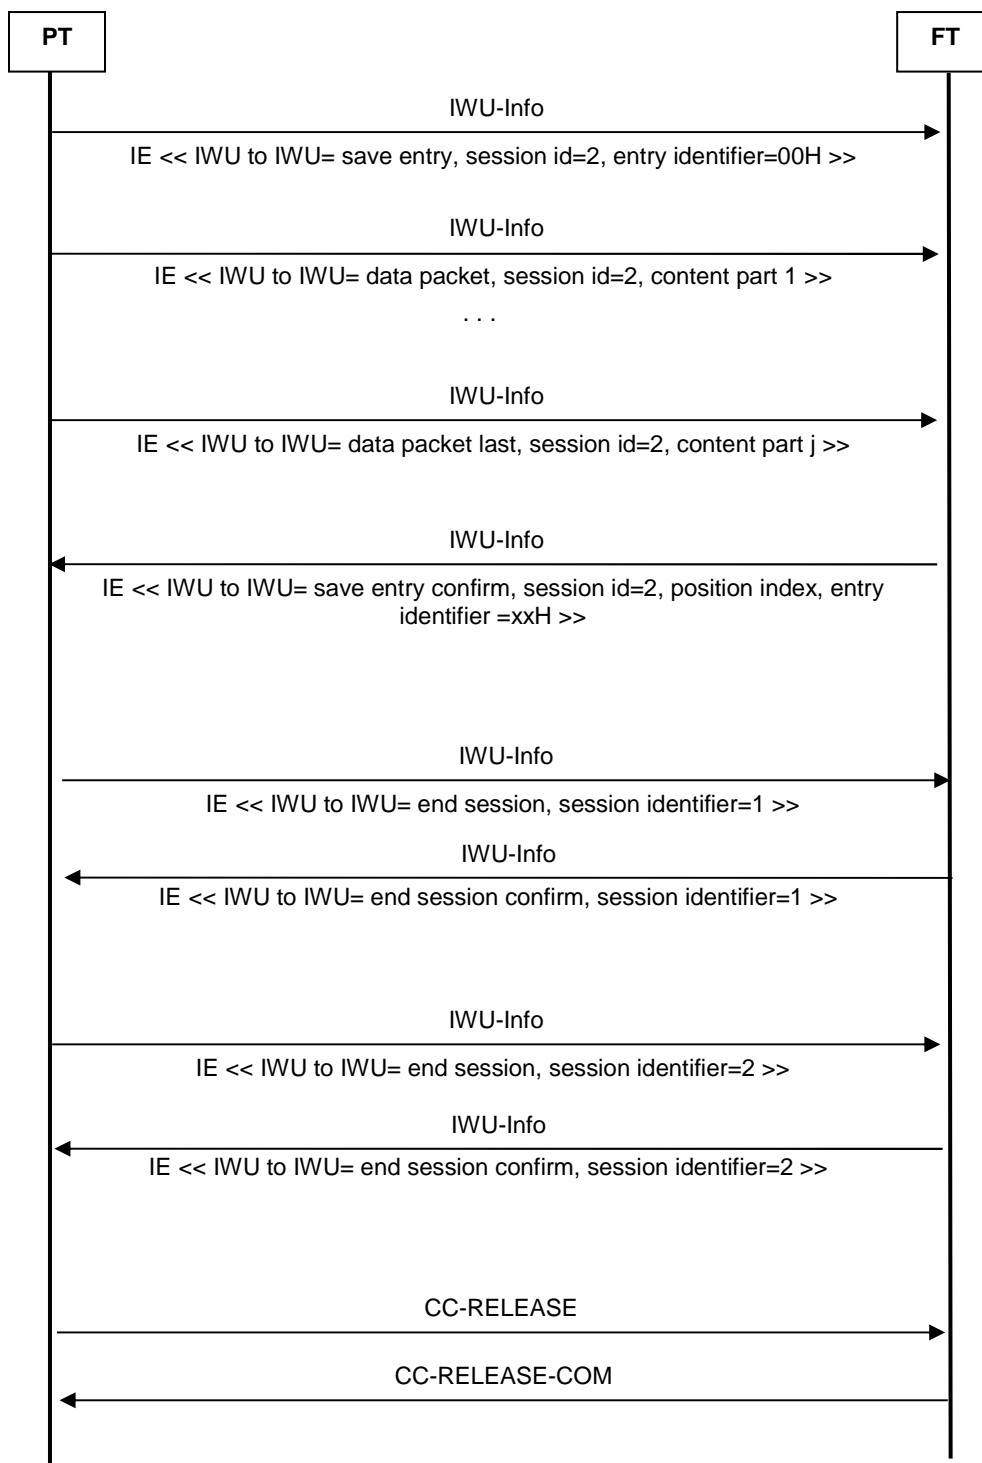 PT
FT
IWU-Info
IE << IWU to IWU= save entry, session id=2, entry identifier=00H >>
IWU-Info
IE << IWU to IWU= data packet, session id=2, content part 1 >>
. . .
IWU-Info
IE << IWU to IWU= data packet last, session id=2, content part j >>
IWU-Info
IE << IWU to IWU= save entry confirm, session id=2, position index, entry
identifier =xxH >>
IWU-Info
IE << IWU to IWU= end session, session identifier=1 >>
IWU-Info
IE << IWU to IWU= end session confirm, session identifier=1 >>
IWU-Info
IE << IWU to IWU= end session, session identifier=2 >>
IWU-Info
IE << IWU to IWU= end session confirm, session identifier=2 >>
CC-RELEASE
CC-RELEASE-COM